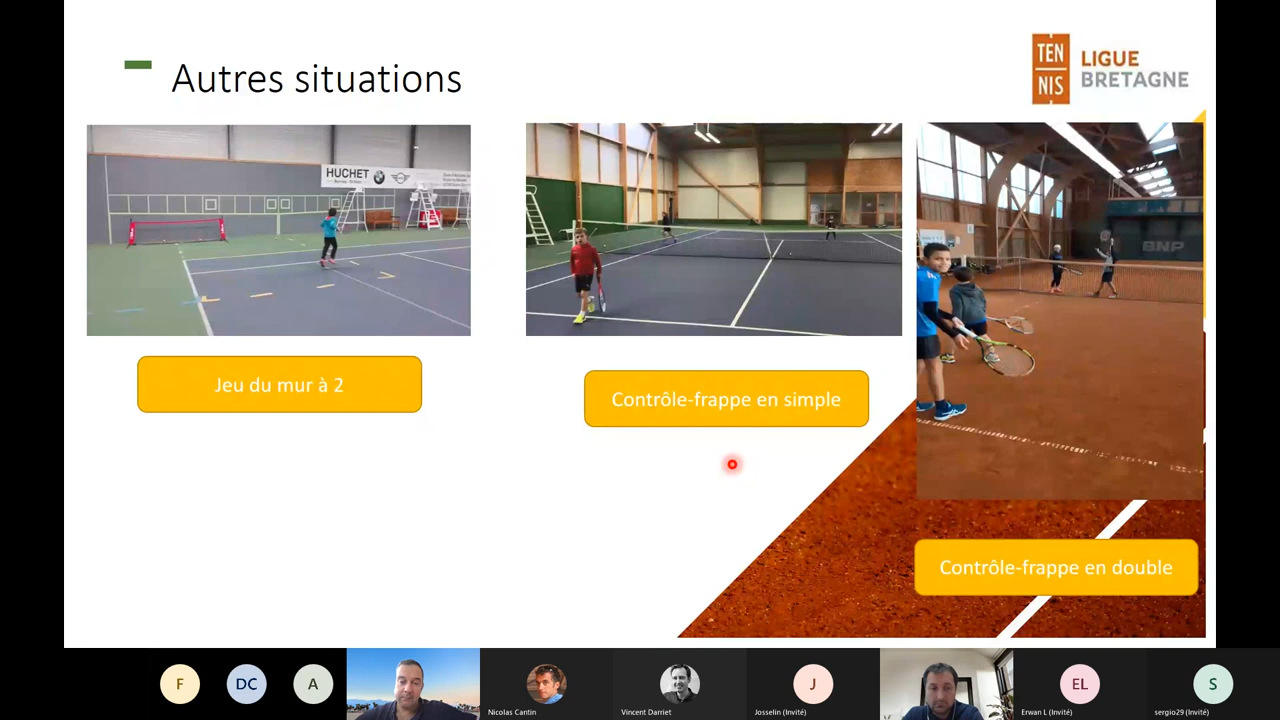 Autres situations
TEN
NIS
LIGUE
BRETAGNE
HUCHET
BNP
Jeu du mur à 2
Contrôle-frappe en simple
Contrôle-frappe en double
F
DC
A
Nicolas Cantin
Vincent Darriet
J
Josselin (Invité)
EL
Erwan L (Invité)
S
sergio29 (Invité)